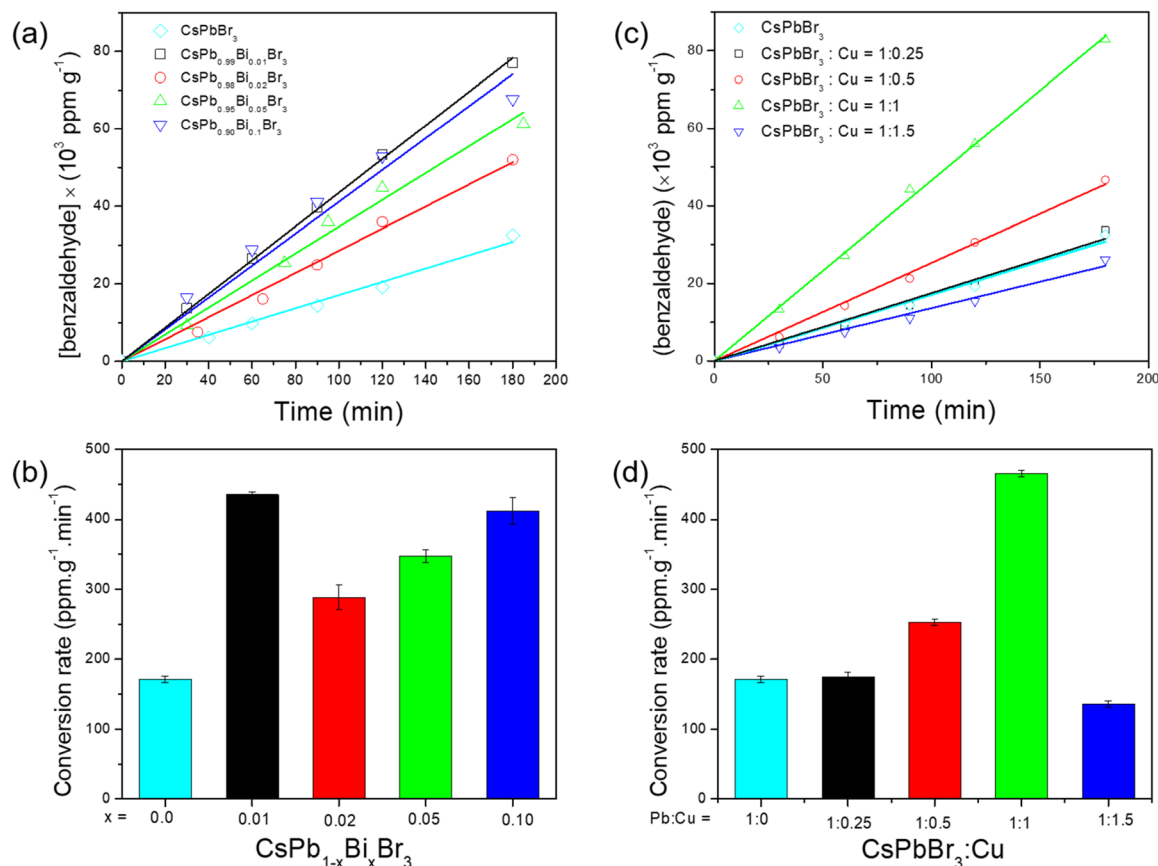 (a)
CsPbBr₃
CsPb₀.₉₉Bi₀.₀₁Br₃
CsPb₀.₉₈Bi₀.₀₂Br₃
CsPb₀.₉₅Bi₀.₀₅Br₃
CsPb₀.₉₀Bi₀.₁Br₃
[benzaldehyde] × (10³ ppm g⁻¹)
80
60
40
20
0
0 20 40 60 80 100 120 140 160 180 200
Time (min)
(c)
CsPbBr₃
CsPbBr₃ : Cu = 1:0.25
CsPbBr₃ : Cu = 1:0.5
CsPbBr₃ : Cu = 1:1
CsPbBr₃ : Cu = 1:1.5
(benzaldehyde) (×10³ ppm g⁻¹)
80
60
40
20
0
0 50 100 150 200
Time (min)
(b)
Conversion rate (ppm.g⁻¹.min⁻¹)
500
400
300
200
100
0
x = 0.0 0.01 0.02 0.05 0.10
CsPb₁₋ₓBiₓBr₃
(d)
Conversion rate (ppm.g⁻¹.min⁻¹)
500
400
300
200
100
0
Pb:Cu = 1:0 1:0.25 1:0.5 1:1 1:1.5
CsPbBr₃:Cu